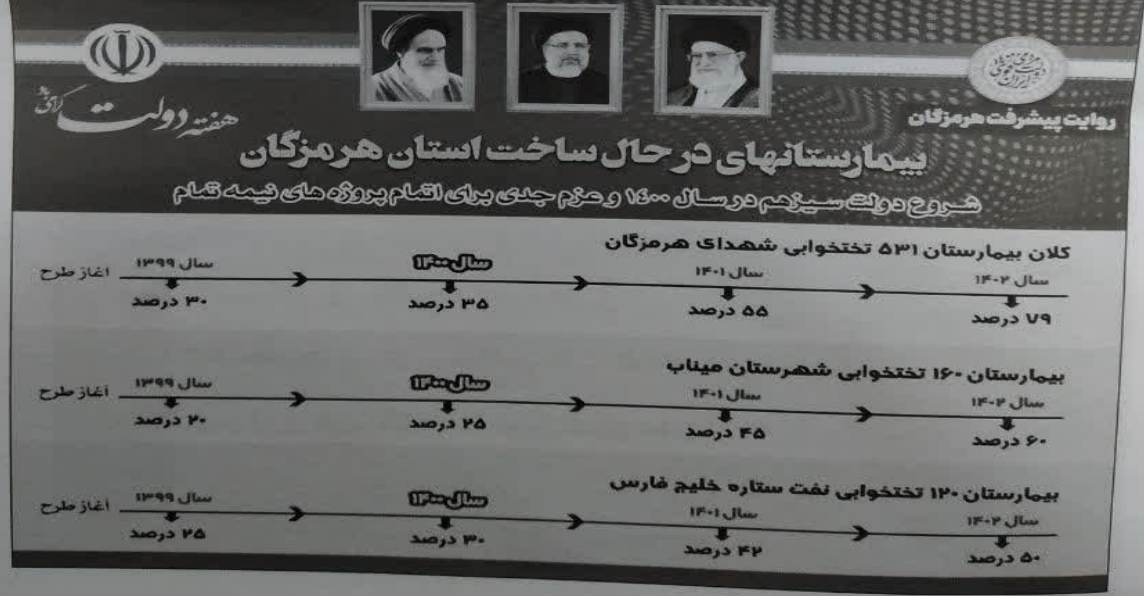 روایت پیشرفت هرمزگان
هفته دولت گرامی باد
بیمارستانهای در حال ساخت استان هرمزگان
شروع دولت سیزهم در سال ۱۴۰۰ و عزم جدی برای اتمام پروژه های نیمه تمام
کلان بیمارستان ۵۳۱ تختخوابی شهدای هرمزگان
آغاز طرح سال ۱۳۹۹ سال ۱۴۰۰ سال ۱۴۰۱ سال ۱۴۰۲
۳۰ درصد ۳۵ درصد ۵۵ درصد ۷۹ درصد
بیمارستان ۱۶۰ تختخوابی شهرستان میناب
آغاز طرح سال ۱۳۹۹ سال ۱۴۰۰ سال ۱۴۰۱ سال ۱۴۰۲
۲۰ درصد ۲۵ درصد ۴۵ درصد ۶۰ درصد
بیمارستان ۱۲۰ تختخوابی نفت ستاره خلیج فارس
آغاز طرح سال ۱۳۹۹ سال ۱۴۰۰ سال ۱۴۰۱ سال ۱۴۰۲
۲۵ درصد ۳۰ درصد ۴۲ درصد ۵۰ درصد